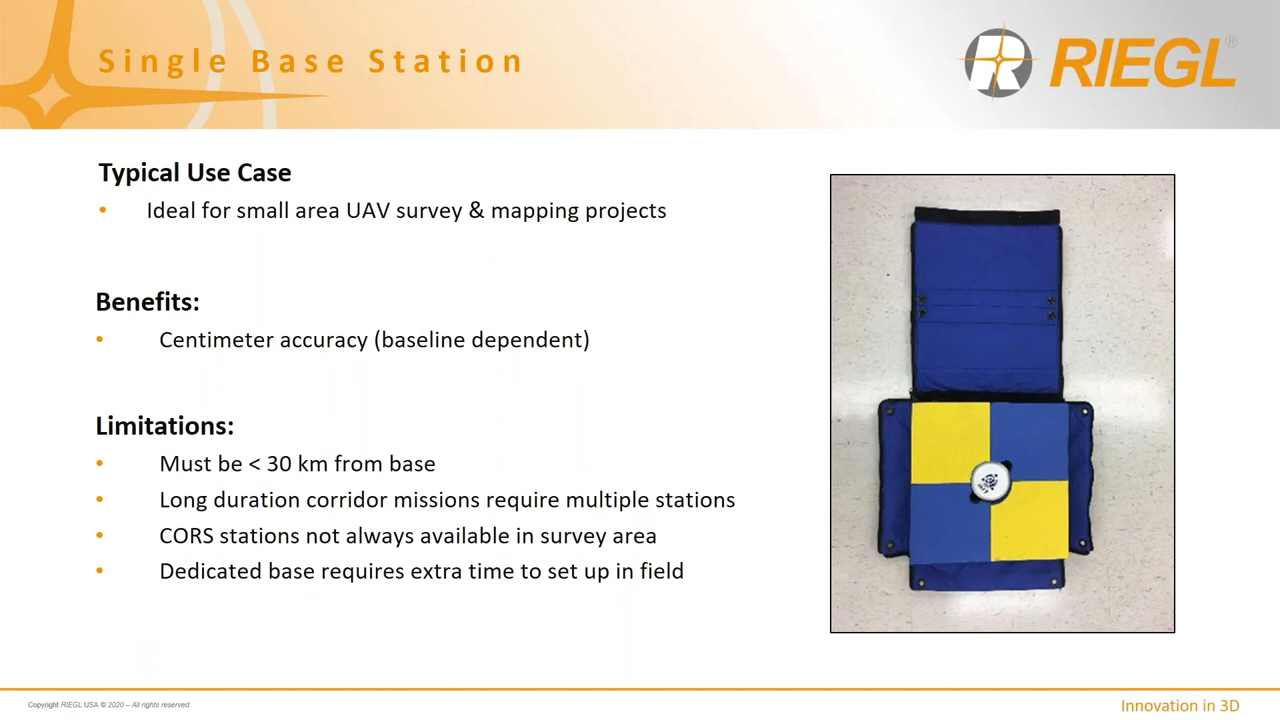 Single Base Station
RIEGL®
Typical Use Case
• Ideal for small area UAV survey & mapping projects
Benefits:
• Centimeter accuracy (baseline dependent)
Limitations:
• Must be < 30 km from base
• Long duration corridor missions require multiple stations
• CORS stations not always available in survey area
• Dedicated base requires extra time to set up in field
Copyright RIEGL USA © 2020 – All rights reserved.
Innovation in 3D